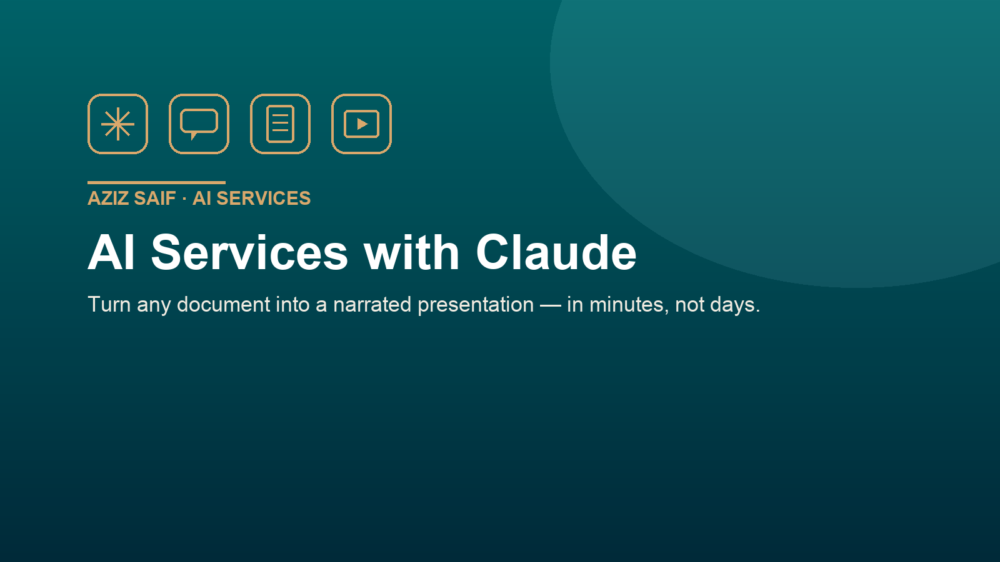 AZIZ SAIF · AI SERVICES
AI Services with Claude
Turn any document into a narrated presentation — in minutes, not days.